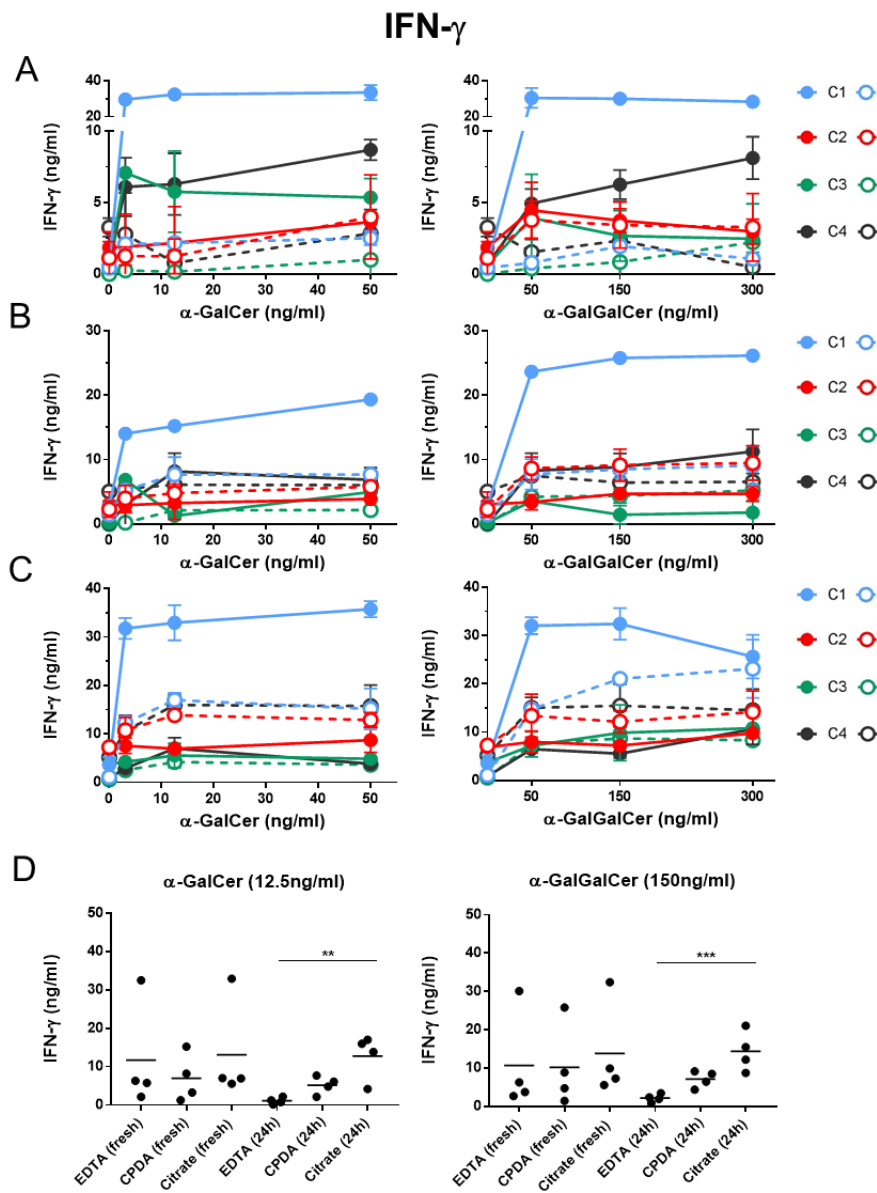 IFN-γ
A
IFN-γ (ng/ml)
40
20
10
5
0
0 10 20 30 40 50
α-GalCer (ng/ml)
IFN-γ (ng/ml)
40
20
10
5
0
50 150 300
α-GalGalCer (ng/ml)
C1
C2
C3
C4
B
IFN-γ (ng/ml)
30
20
10
0
0 10 20 30 40 50
α-GalCer (ng/ml)
IFN-γ (ng/ml)
30
20
10
0
50 150 300
α-GalGalCer (ng/ml)
C1
C2
C3
C4
C
IFN-γ (ng/ml)
40
30
20
10
0
0 10 20 30 40 50
α-GalCer (ng/ml)
IFN-γ (ng/ml)
40
30
20
10
0
50 150 300
α-GalGalCer (ng/ml)
C1
C2
C3
C4
D
α-GalCer (12.5ng/ml)
IFN-γ (ng/ml)
50
40
30
20
10
0
**
EDTA (fresh)
CPDA (fresh)
Citrate (fresh)
EDTA (24h)
CPDA (24h)
Citrate (24h)
α-GalGalCer (150ng/ml)
IFN-γ (ng/ml)
50
40
30
20
10
0
***
EDTA (fresh)
CPDA (fresh)
Citrate (fresh)
EDTA (24h)
CPDA (24h)
Citrate (24h)